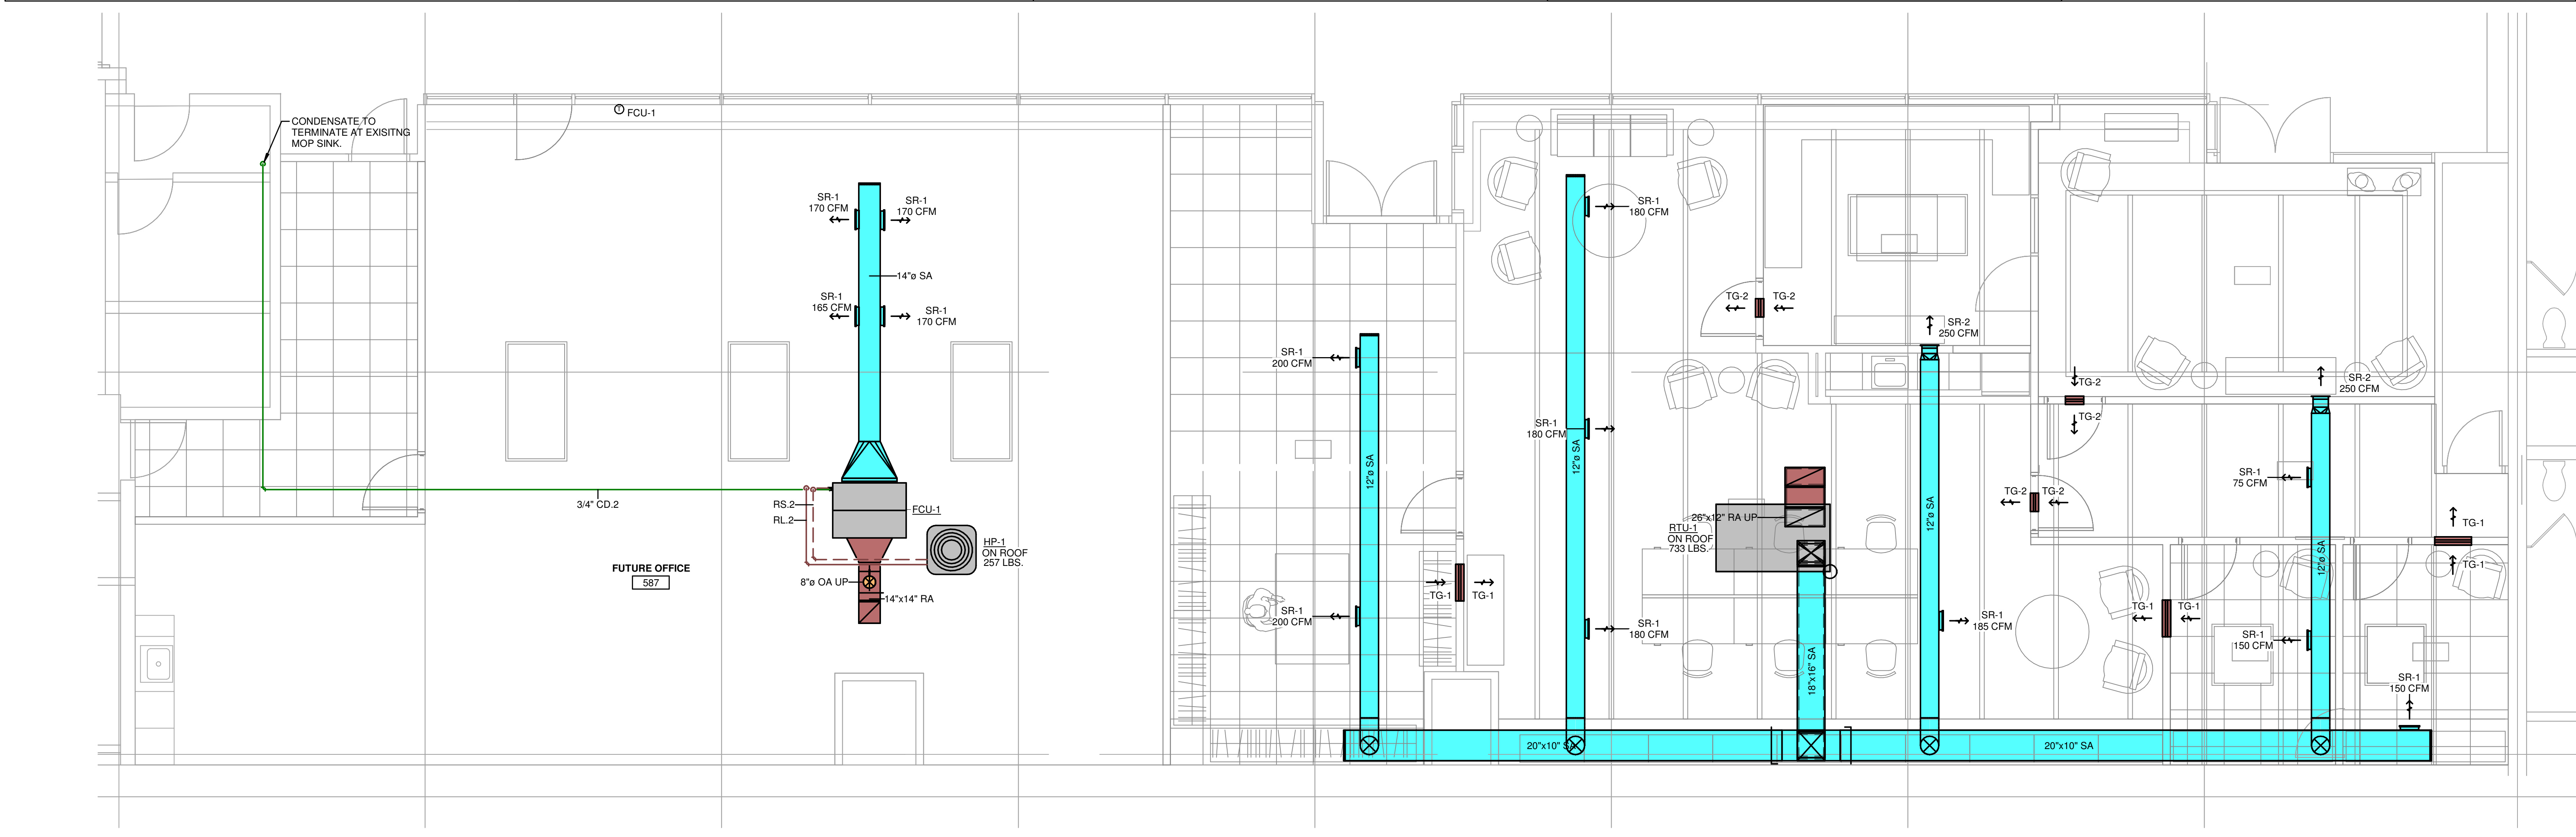 CONDENSATE TO
TERMINATE AT EXISITNG
MOP SINK.
FCU-1
SR-1
170 CFM
SR-1
170 CFM
14"ø SA
SR-1
165 CFM
SR-1
170 CFM
3/4" CD.2
RS.2
RL.2
FCU-1
HP-1
ON ROOF
257 LBS.
8"ø OA UP
14"x14" RA
FUTURE OFFICE
587
SR-1
200 CFM
12"ø SA
SR-1
200 CFM
TG-1
TG-1
SR-1
180 CFM
SR-1
180 CFM
12"ø SA
SR-1
180 CFM
20"x10" SA
TG-2
TG-2
26"x12" RA UP
RTU-1
ON ROOF
733 LBS.
18"x16" SA
SR-2
250 CFM
12"ø SA
SR-1
185 CFM
20"x10" SA
TG-2
TG-2
TG-2
TG-2
SR-2
250 CFM
SR-1
75 CFM
12"ø SA
TG-1
TG-1
TG-1
TG-1
SR-1
150 CFM
SR-1
150 CFM